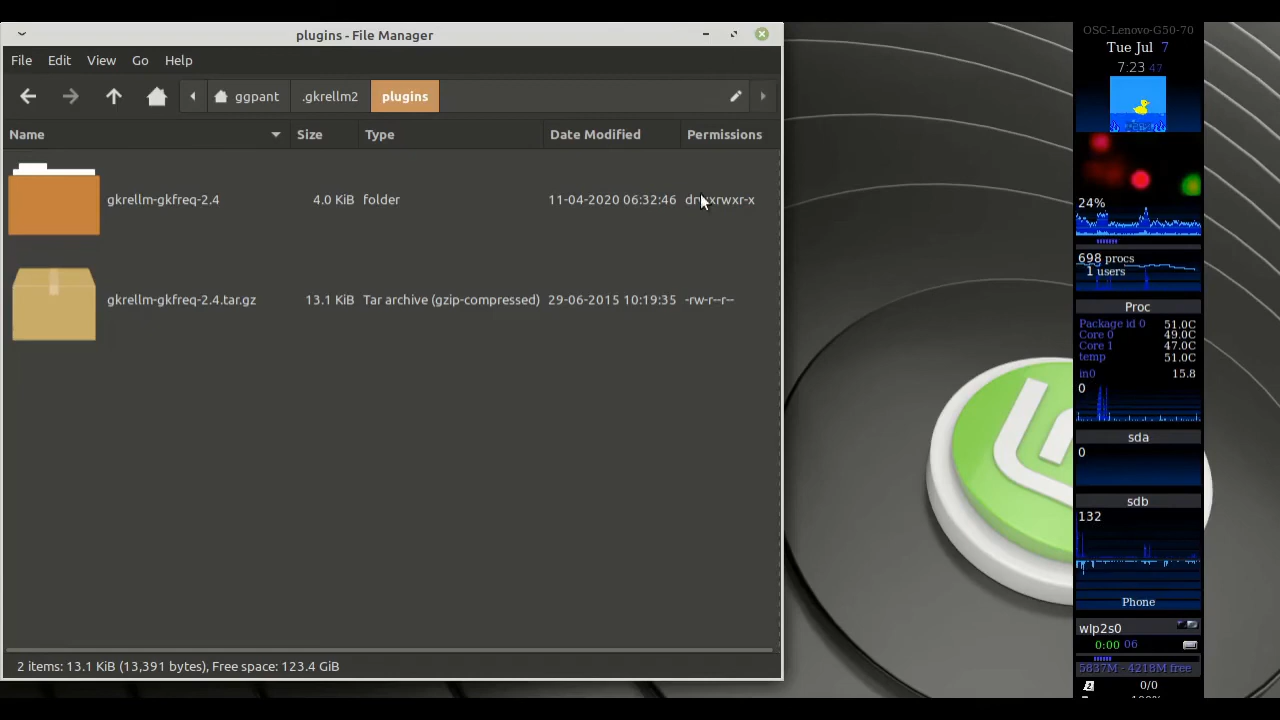 plugins - File Manager
File Edit View Go Help
ggpant .gkrellm2 plugins
Name Size Type Date Modified Permissions
gkrellm-gkfreq-2.4 4.0 KiB folder 11-04-2020 06:32:46
gkrellm-gkfreq-2.4.tar.gz 13.1 KiB Tar archive (gzip-compressed) 29-06-2015 10:19:35 -rw-r--r--
2 items: 13.1 KiB (13,391 bytes), Free space: 123.4 GiB
OSC-Lenovo-G50-70
Tue Jul 7
7:23 47
24%
698 procs
1 users
Proc
Package id 0 51.0C
Core 0 49.0C
Core 1 47.0C
temp 51.0C
in0 15.8
0
sda
0
sdb
132
Phone
wlp2s0
0:00 06
5837M - 4218M free
0/0